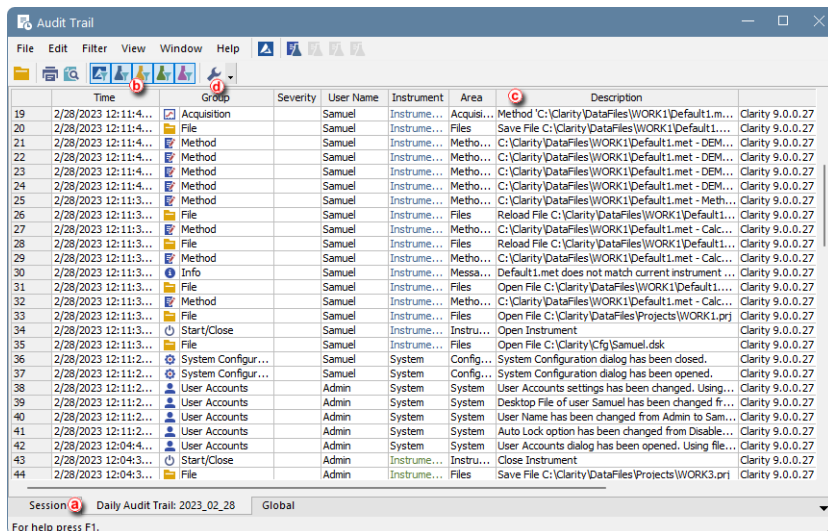 Audit Trail
File Edit Filter View Window Help
b d
Time Group Severity User Name Instrument Area c Description
19 2/28/2023 12:11:4... Acquisition Samuel Instrume... Acquisi... Method 'C:\Clarity\DataFiles\WORK1\Default1.m... Clarity 9.0.0.27
20 2/28/2023 12:11:4... File Samuel Instrume... Files Save File C:\Clarity\DataFiles\WORK1\Default1.... Clarity 9.0.0.27
21 2/28/2023 12:11:4... Method Samuel Instrume... Metho... C:\Clarity\DataFiles\WORK1\Default1.met - DEM... Clarity 9.0.0.27
22 2/28/2023 12:11:4... Method Samuel Instrume... Metho... C:\Clarity\DataFiles\WORK1\Default1.met - DEM... Clarity 9.0.0.27
23 2/28/2023 12:11:4... Method Samuel Instrume... Metho... C:\Clarity\DataFiles\WORK1\Default1.met - DEM... Clarity 9.0.0.27
24 2/28/2023 12:11:4... Method Samuel Instrume... Metho... C:\Clarity\DataFiles\WORK1\Default1.met - DEM... Clarity 9.0.0.27
25 2/28/2023 12:11:3... Method Samuel Instrume... Metho... C:\Clarity\DataFiles\WORK1\Default1.met - Meth... Clarity 9.0.0.27
26 2/28/2023 12:11:3... File Samuel Instrume... Files Reload File C:\Clarity\DataFiles\WORK1\Default1... Clarity 9.0.0.27
27 2/28/2023 12:11:3... Method Samuel Instrume... Metho... C:\Clarity\DataFiles\WORK1\Default1.met - Calc... Clarity 9.0.0.27
28 2/28/2023 12:11:3... File Samuel Instrume... Files Reload File C:\Clarity\DataFiles\WORK1\Default1... Clarity 9.0.0.27
29 2/28/2023 12:11:3... Method Samuel Instrume... Metho... C:\Clarity\DataFiles\WORK1\Default1.met - Calc... Clarity 9.0.0.27
30 2/28/2023 12:11:3... Info Samuel Instrume... Messa... Default1.met does not match current instrument ... Clarity 9.0.0.27
31 2/28/2023 12:11:3... File Samuel Instrume... Files Open File C:\Clarity\DataFiles\WORK1\Default1.... Clarity 9.0.0.27
32 2/28/2023 12:11:3... Method Samuel Instrume... Metho... C:\Clarity\DataFiles\WORK1\Default1.met - Calc... Clarity 9.0.0.27
33 2/28/2023 12:11:3... File Samuel Instrume... Files Open File C:\Clarity\DataFiles\Projects\WORK1.prj Clarity 9.0.0.27
34 2/28/2023 12:11:3... Start/Close Samuel Instrume... Instru... Open Instrument Clarity 9.0.0.27
35 2/28/2023 12:11:3... File Samuel Instrume... Files Open File C:\Clarity\Cfg\Samuel.dsk Clarity 9.0.0.27
36 2/28/2023 12:11:2... System Configur... Samuel System Config... System Configuration dialog has been closed. Clarity 9.0.0.27
37 2/28/2023 12:11:2... System Configur... Samuel System Config... System Configuration dialog has been opened. Clarity 9.0.0.27
38 2/28/2023 12:11:2... User Accounts Admin System System User Accounts settings has been changed. Using... Clarity 9.0.0.27
39 2/28/2023 12:11:2... User Accounts Admin System System Desktop File of user Samuel has been changed fr... Clarity 9.0.0.27
40 2/28/2023 12:11:2... User Accounts Admin System System User Name has been changed from Admin to Sam... Clarity 9.0.0.27
41 2/28/2023 12:11:2... User Accounts Admin System System Auto Lock option has been changed from Disable... Clarity 9.0.0.27
42 2/28/2023 12:04:4... User Accounts Admin System System User Accounts dialog has been opened. Using file... Clarity 9.0.0.27
43 2/28/2023 12:04:3... Start/Close Admin Instrume... Instru... Close Instrument Clarity 9.0.0.27
44 2/28/2023 12:04:3... File Admin Instrume... Files Save File C:\Clarity\DataFiles\Projects\WORK3.prj Clarity 9.0.0.27
Session a Daily Audit Trail: 2023_02_28 Global
For help press F1.